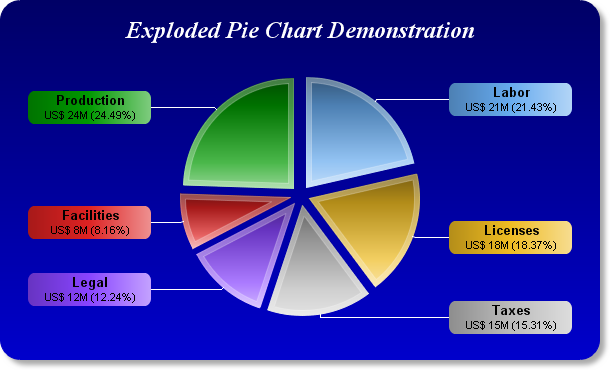 Exploded Pie Chart Demonstration
Production
US$ 24M (24.49%)
Labor
US$ 21M (21.43%)
Facilities
US$ 8M (8.16%)
Licenses
US$ 18M (18.37%)
Legal
US$ 12M (12.24%)
Taxes
US$ 15M (15.31%)